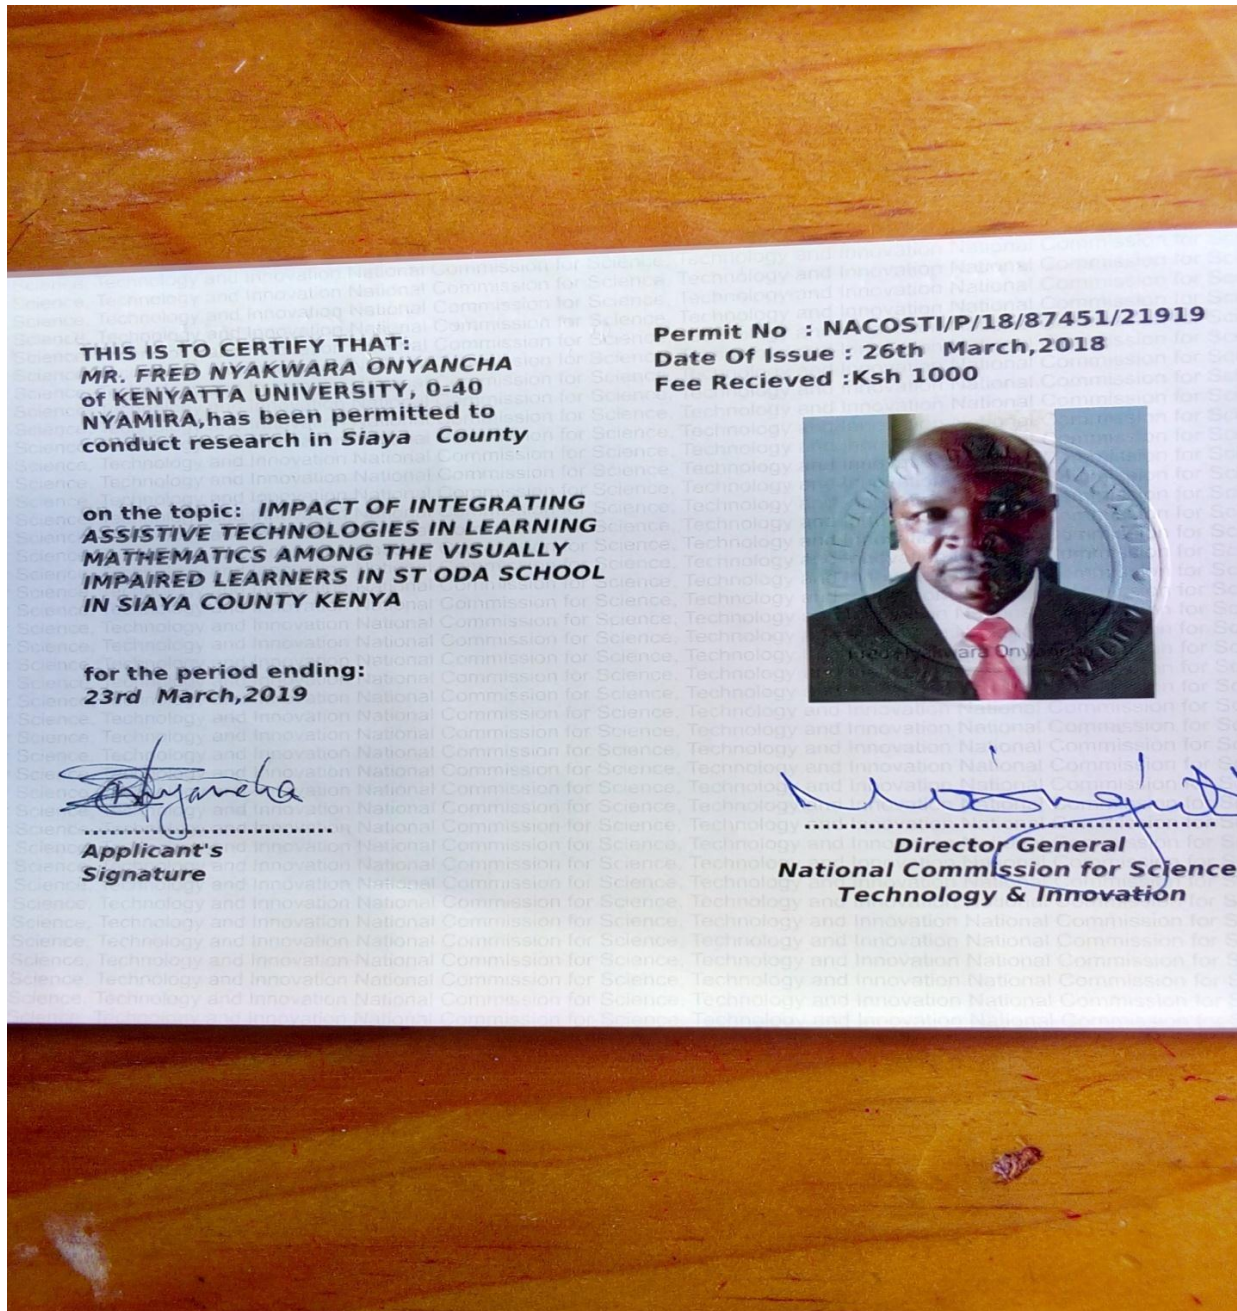 THIS IS TO CERTIFY THAT:
MR. FRED NYAKWARA ONYANCHA
of KENYATTA UNIVERSITY, 0-40
NYAMIRA,has been permitted to
conduct research in Siaya County
on the topic: IMPACT OF INTEGRATING
ASSISTIVE TECHNOLOGIES IN LEARNING
MATHEMATICS AMONG THE VISUALLY
IMPAIRED LEARNERS IN ST ODA SCHOOL
IN SIAYA COUNTY KENYA
for the period ending:
23rd March,2019
Applicant's
Signature
Permit No : NACOSTI/P/18/87451/21919
Date Of Issue : 26th March,2018
Fee Recieved :Ksh 1000
Director General
National Commission for Science
Technology & Innovation